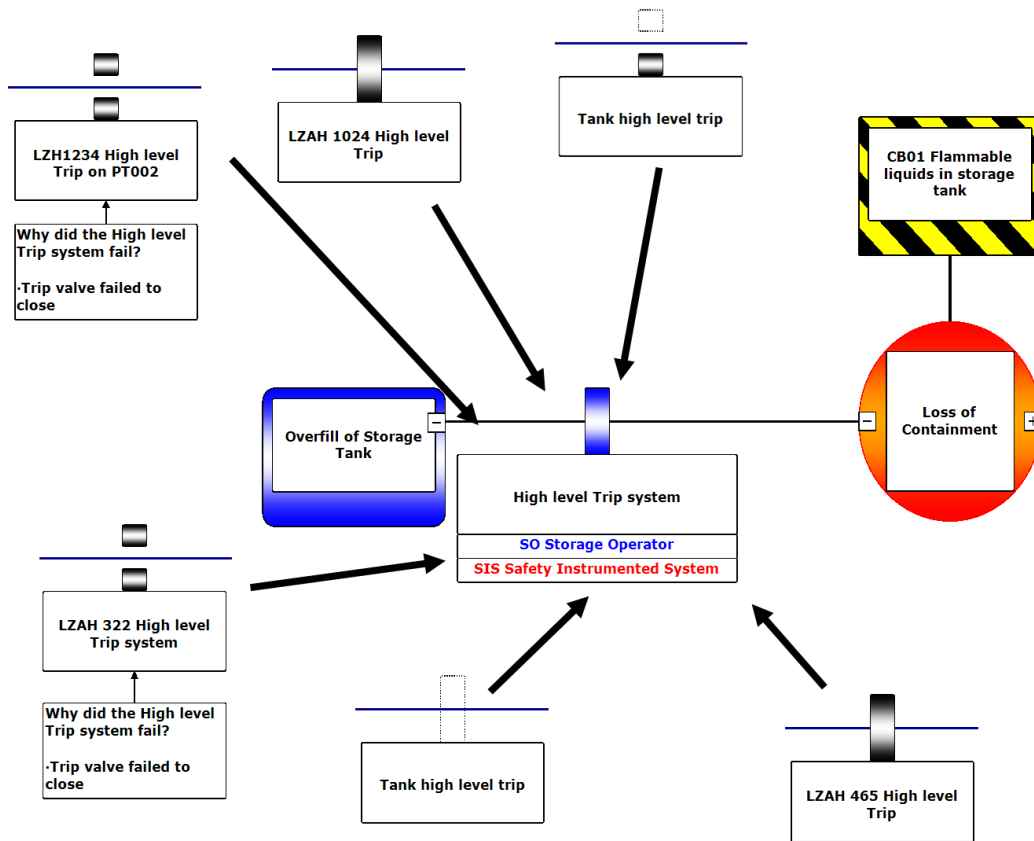 LZH1234 High level
Trip on PT002
Why did the High level
Trip system fail?
·Trip valve failed to
close
LZAH 1024 High level
Trip
Tank high level trip
CB01 Flammable
liquids in storage
tank
Overfill of Storage
Tank
−
High level Trip system
SO Storage Operator
SIS Safety Instrumented System
−
Loss of
Containment
+
LZAH 322 High level
Trip system
Why did the High level
Trip system fail?
·Trip valve failed to
close
Tank high level trip
LZAH 465 High level
Trip